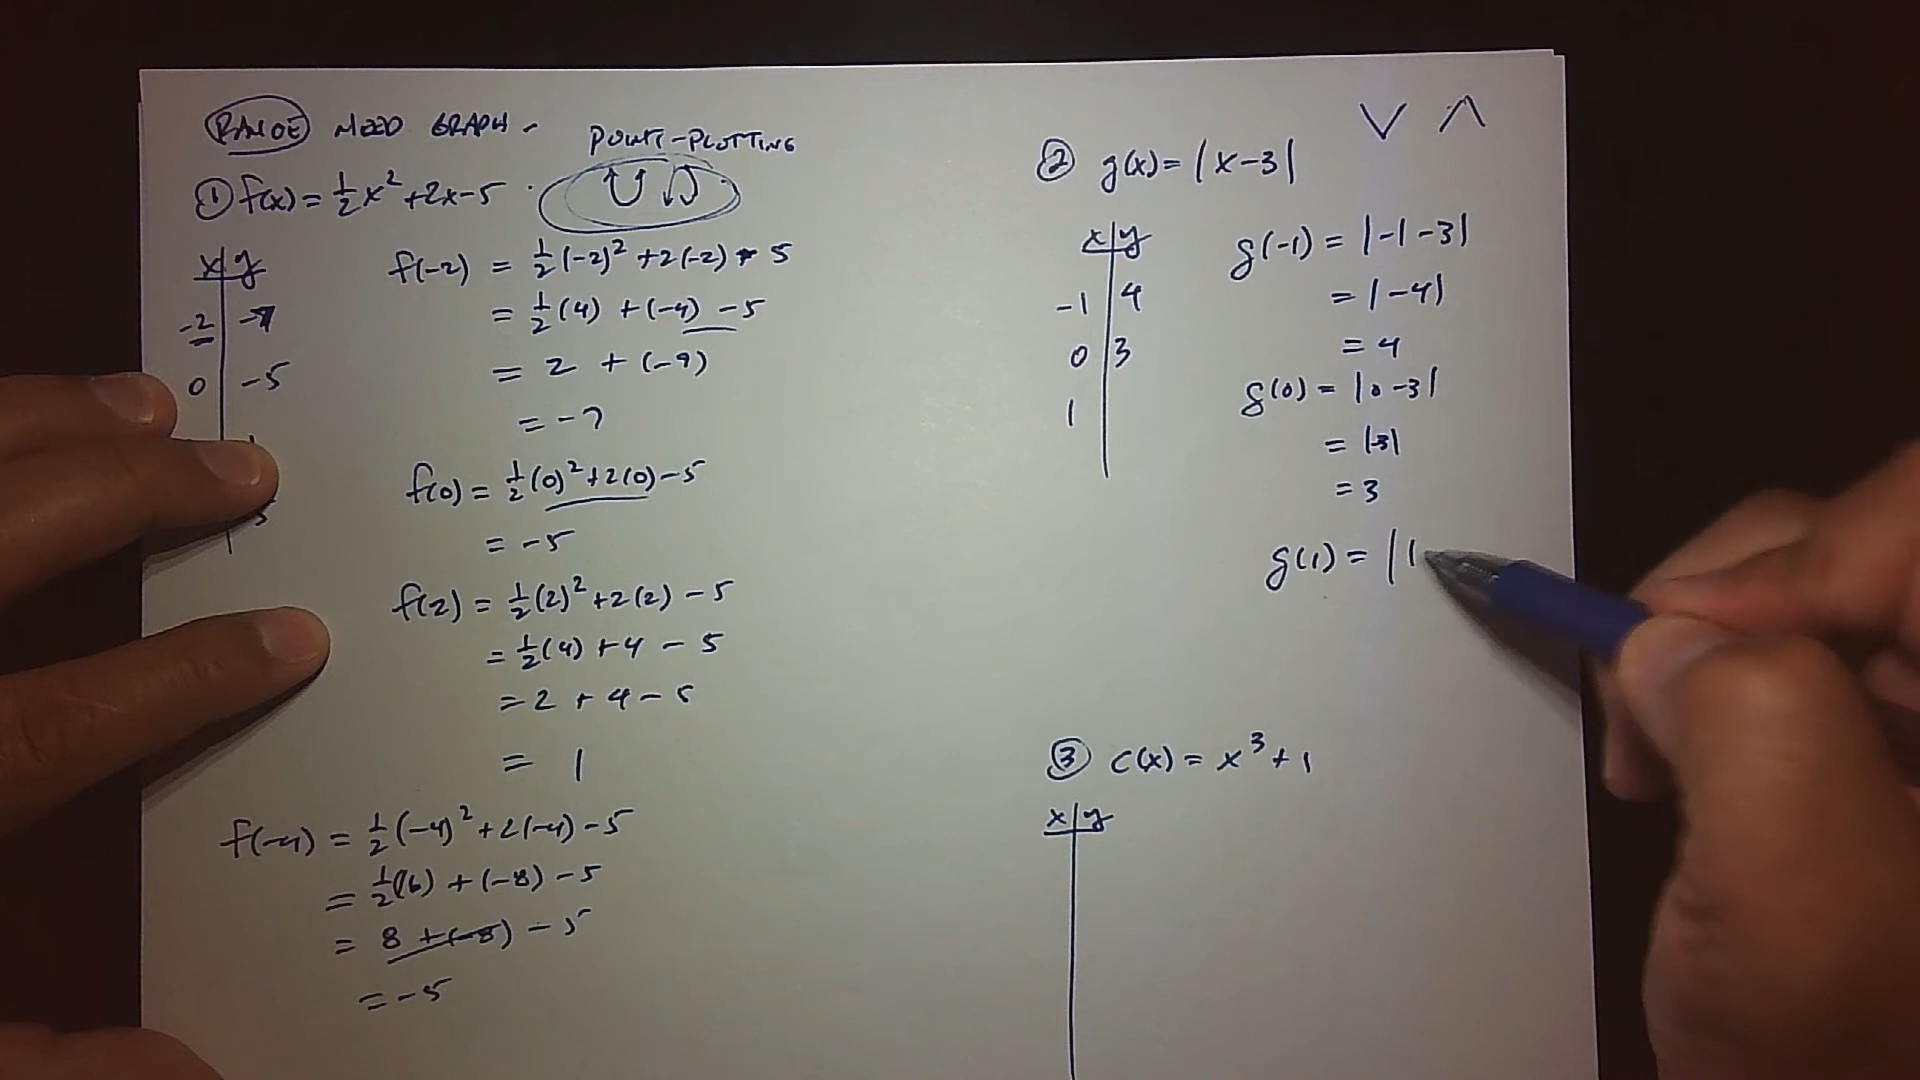 RANGE NEED GRAPH -
POINT-PLOTTING
① f(x) = 1/2 x² + 2x - 5
x | y
-2 | -7
0 | -5
f(-2) = 1/2 (-2)² + 2(-2) - 5
= 1/2 (4) + (-4) - 5
= 2 + (-9)
= -7
f(0) = 1/2 (0)² + 2(0) - 5
= -5
f(2) = 1/2 (2)² + 2(2) - 5
= 1/2 (4) + 4 - 5
= 2 + 4 - 5
= 1
f(-4) = 1/2 (-4)² + 2(-4) - 5
= 1/2 (16) + (-8) - 5
= 8 + (-8) - 5
= -5
② g(x) = |x - 3|
x | y
-1 | 4
0 | 3
1 |
g(-1) = |-1 - 3|
= |-4|
= 4
g(0) = |0 - 3|
= |-3|
= 3
g(1) = |1
③ c(x) = x³ + 1
x | y